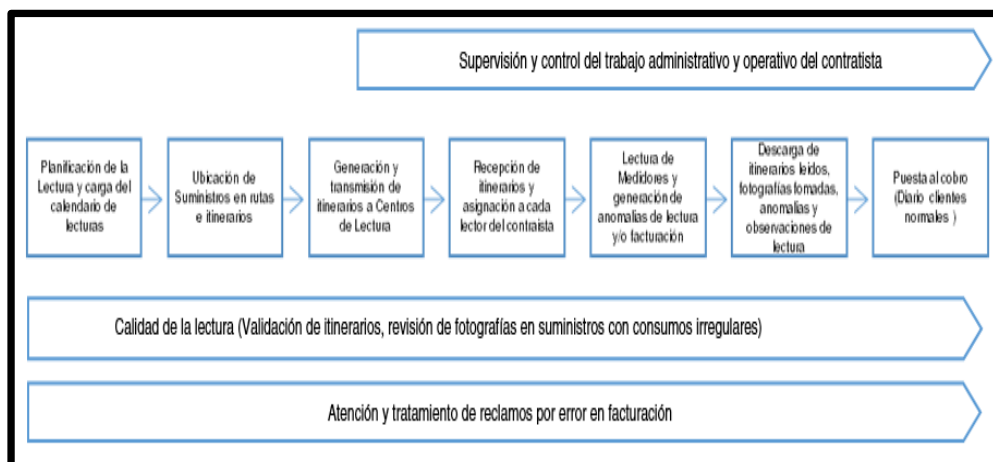 Supervisión y control del trabajo administrativo y operativo del contratista
Planificación de la
Lectura y carga del
calendario de
lecturas
Ubicación de
Suministros en rutas
e itinerarios
Generación y
transmisión de
itinerarios a Centros
de Lectura
Recepción de
itinerarios y
asignación a cada
lector del contraista
Lectura de
Medidores y
generación de
anomalías de lectura
y/o facturación
Descarga de
itinerarios leídos,
fotografías tomadas,
anomalías y
observaciones de
lectura
Puesta al cobro
(Diario clientes
normales )
Calidad de la lectura (Validación de itinerarios, revisión de fotografías en suministros con consumos irregulares)
Atención y tratamiento de reclamos por error en facturación